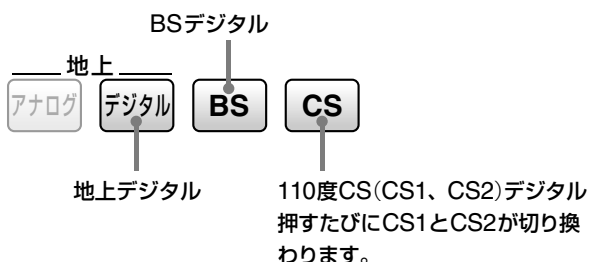 BSデジタル
地上
アナログ デジタル BS CS
地上デジタル
110度CS(CS1、CS2)デジタル
押すたびにCS1とCS2が切り換
わります。